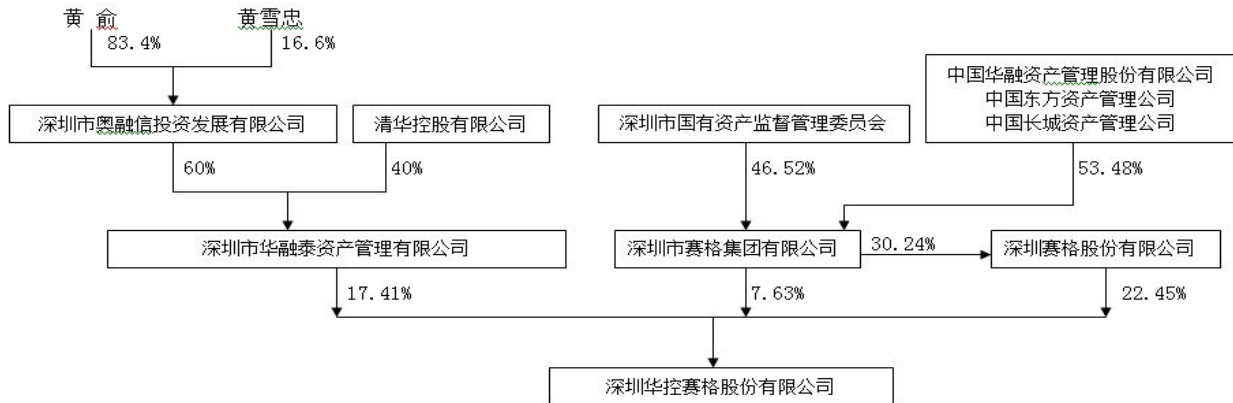 黄 俞
黄雪忠
83.4%
16.6%
中国华融资产管理股份有限公司
中国东方资产管理公司
中国长城资产管理公司
深圳市奥融信投资发展有限公司
清华控股有限公司
深圳市国有资产监督管理委员会
60%
40%
46.52%
53.48%
深圳市华融泰资产管理有限公司
深圳市赛格集团有限公司
30.24%
深圳赛格股份有限公司
17.41%
7.63%
22.45%
深圳华控赛格股份有限公司